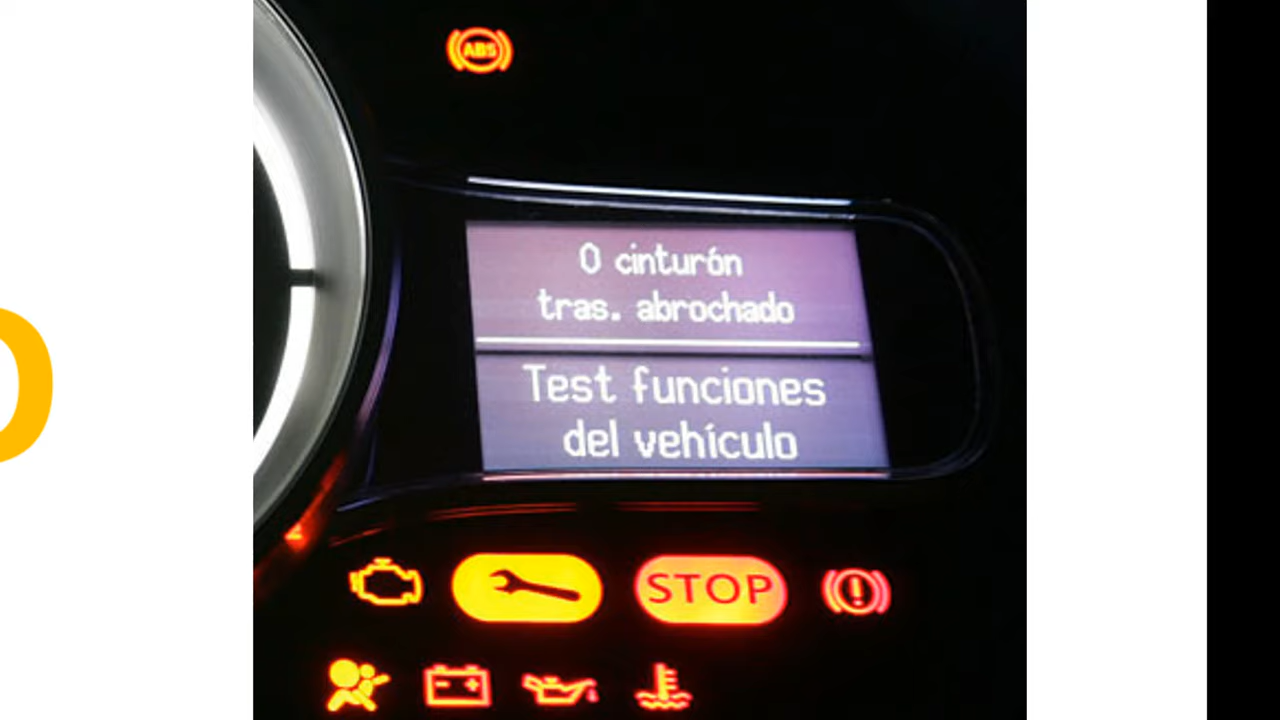 ABS
0 cinturón
tras. abrochado
Test funciones
del vehículo
STOP